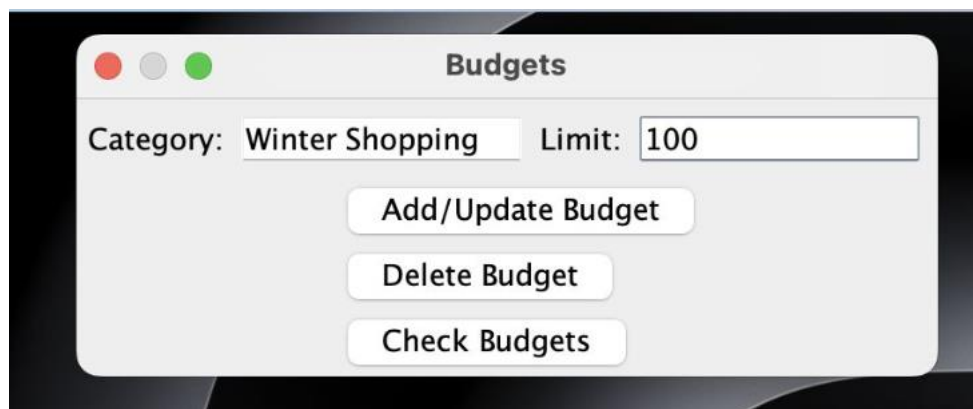 Budgets
Category: Winter Shopping Limit: 100
Add/Update Budget
Delete Budget
Check Budgets